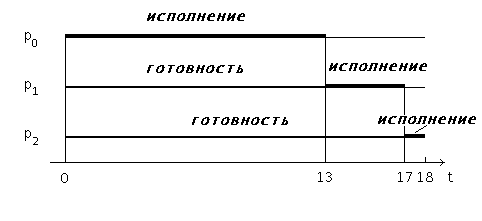 исполнение
p0
готовность исполнение
p1
готовность исполнение
p2
0 13 17 18 t